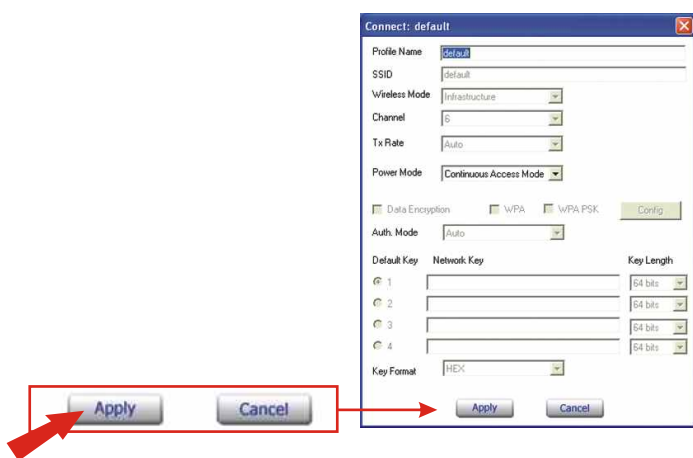 Connect: default
Profile Name default
SSID default
Wireless Mode Infrastructure
Channel 6
Tx Rate Auto
Power Mode Continuous Access Mode
Data Encryption WPA WPA PSK Config
Auth. Mode Auto
Default Key Network Key Key Length
1 64 bits
2 64 bits
3 64 bits
4 64 bits
Key Format HEX
Apply Cancel
Apply Cancel